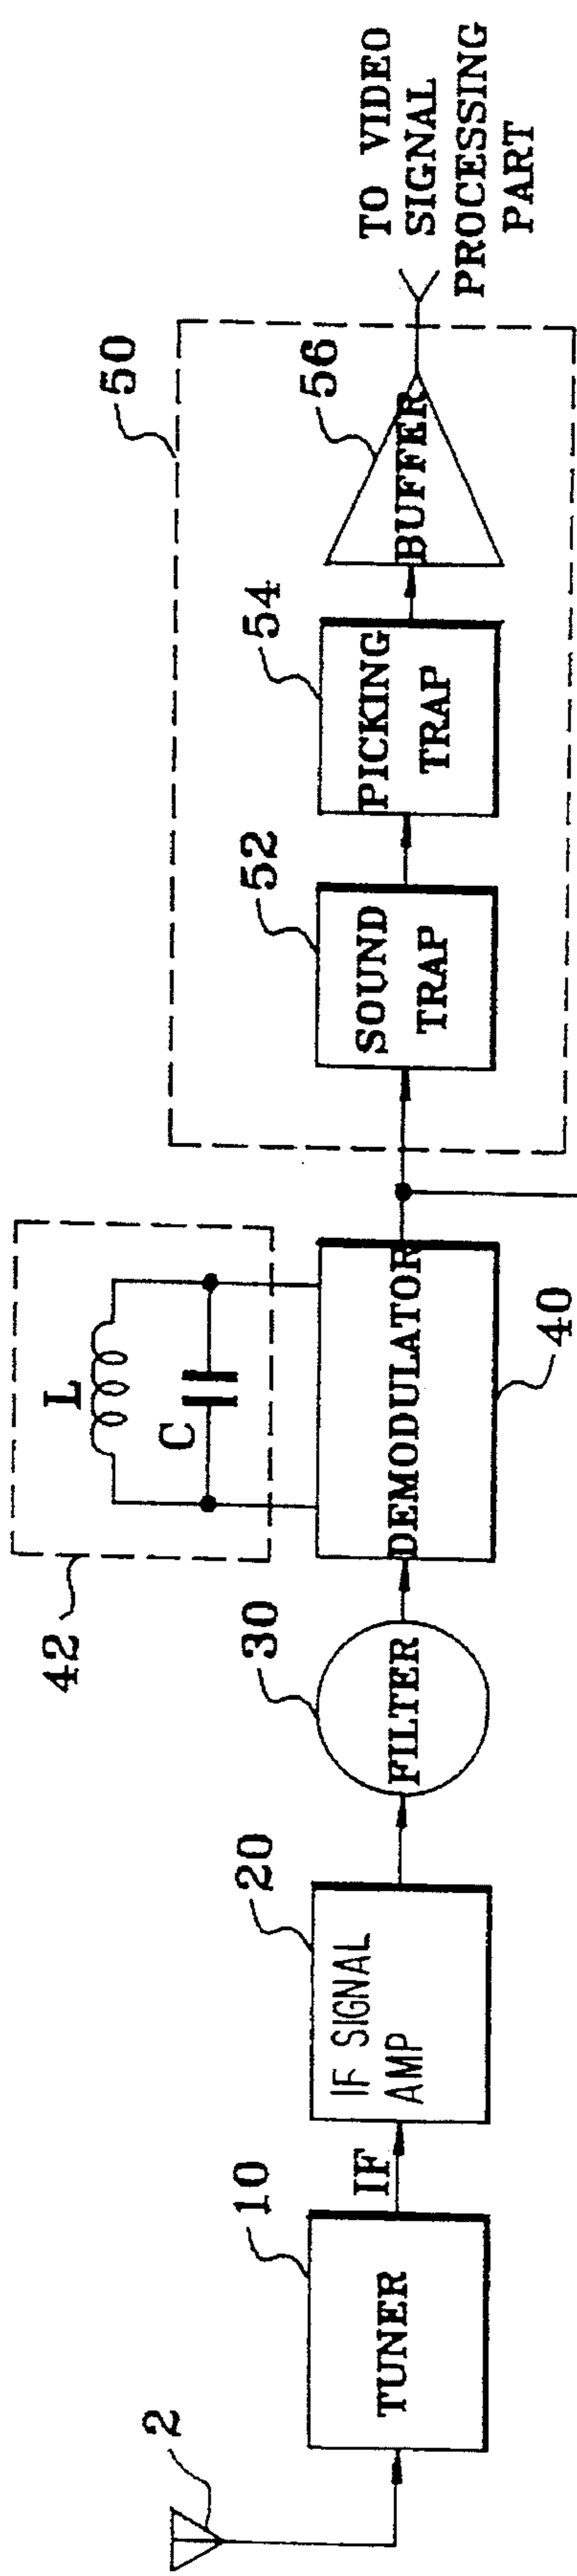 2
10
TUNER
IF
20
IF SIGNAL
AMP
30
FILTER
42
L
C
DEMODULATOR
40
50
52
SOUND
TRAP
54
PICKING
TRAP
56
BUFFER
TO VIDEO
SIGNAL
PROCESSING
PART